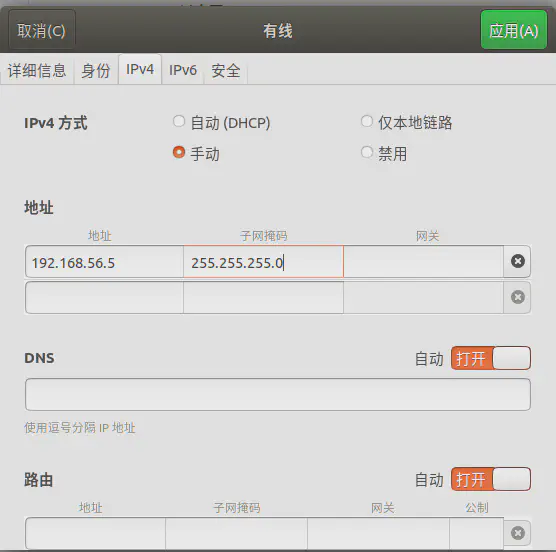 取消(C) 有线 应用(A)
详细信息 身份 IPv4 IPv6 安全
IPv4 方式 自动 (DHCP) 仅本地链路
手动 禁用
地址
地址 子网掩码 网关
192.168.56.5 255.255.255.0
DNS 自动 打开
使用逗号分隔 IP 地址
路由 自动 打开
地址 子网掩码 网关 公制